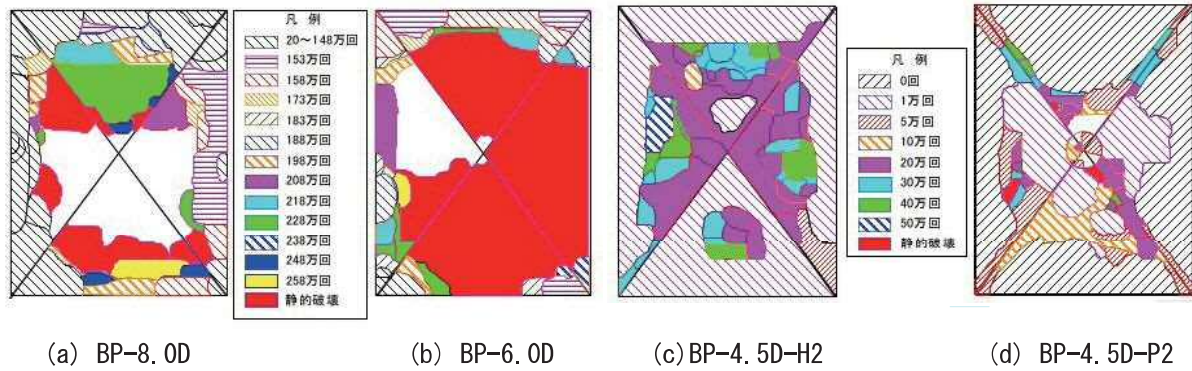 凡例
20～148万回
153万回
158万回
173万回
183万回
188万回
198万回
208万回
218万回
228万回
238万回
248万回
258万回
静的破壊
凡例
0回
1万回
5万回
10万回
20万回
30万回
40万回
50万回
静的破壊
(a) BP-8.0D
(b) BP-6.0D
(c)BP-4.5D-H2
(d) BP-4.5D-P2